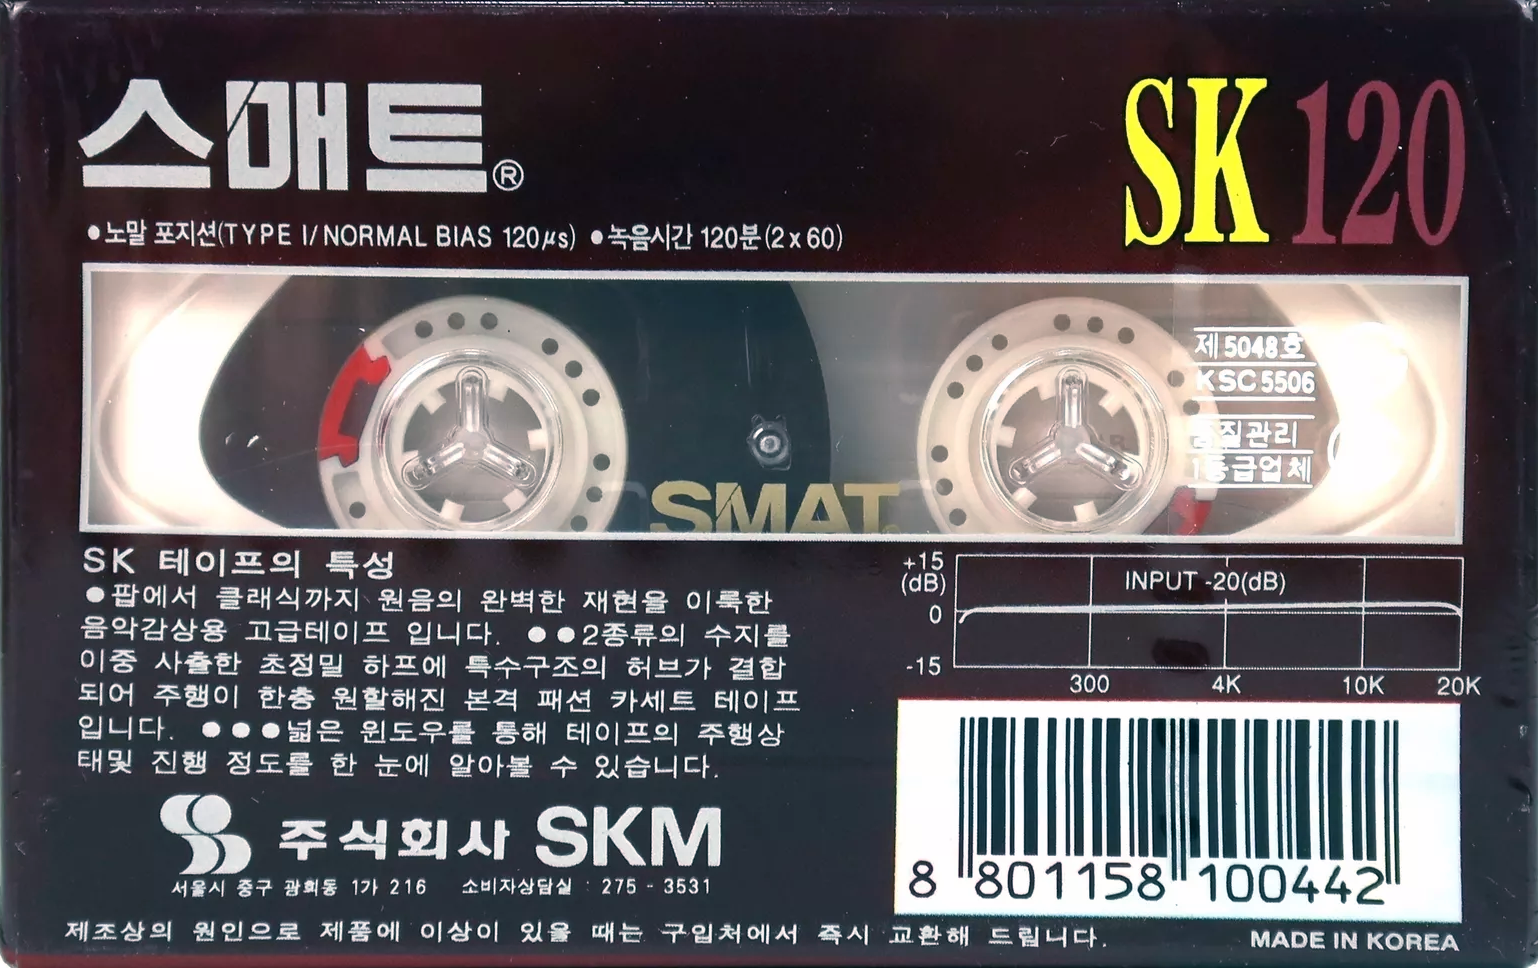 스매트®
SK 120
●노말 포지션(TYPE I/NORMAL BIAS 120μs) ●녹음시간 120분(2x60)
제5048호
KSC5506
품질관리
1등급업체
SMAT
SK 테이프의 특성
●팝에서 클래식까지 원음의 완벽한 재현을 이룩한
음악감상용 고급테이프 입니다. ●●2종류의 수지를
이중 사출한 초정밀 하프에 특수구조의 허브가 결합
되어 주행이 한층 원활해진 본격 패션 카세트 테이프
입니다. ●●●넓은 윈도우를 통해 테이프의 주행상
태및 진행 정도를 한 눈에 알아볼 수 있습니다.
+15
(dB)
INPUT -20(dB)
0
-15
300 4K 10K 20K
주식회사 SKM
서울시 중구 광희동 1가 216 소비자상담실 : 275 - 3531
8 801158 100442
제조상의 원인으로 제품에 이상이 있을 때는 구입처에서 즉시 교환해 드립니다.
MADE IN KOREA